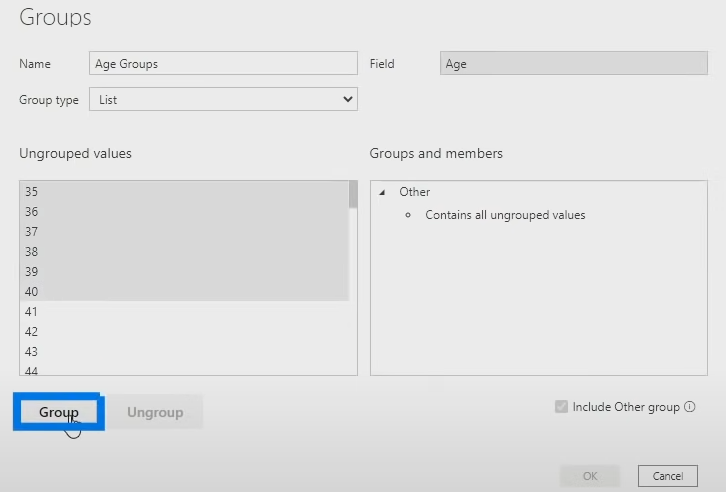 Groups
Name Age Groups Field Age
Group type List
Ungrouped values Groups and members
35
36
37
38
39
40
41
42
43
44
Other
Contains all ungrouped values
Group Ungroup Include Other group
OK Cancel